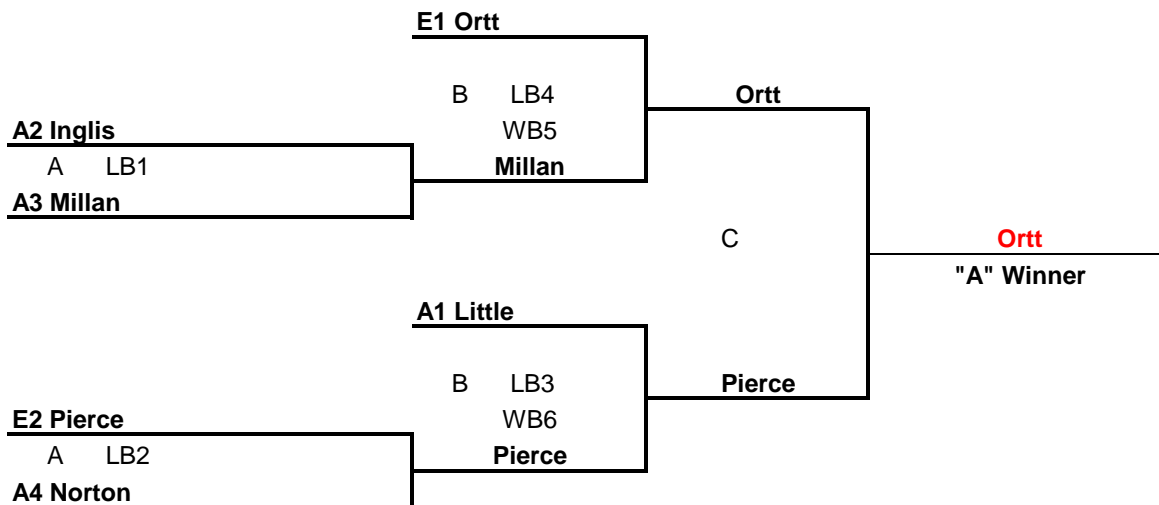 E1 Ortt
B LB4 Ortt
A2 Inglis WB5
A LB1 Millan
A3 Millan
C Ortt
"A" Winner
A1 Little
B LB3 Pierce
E2 Pierce WB6
A LB2 Pierce
A4 Norton